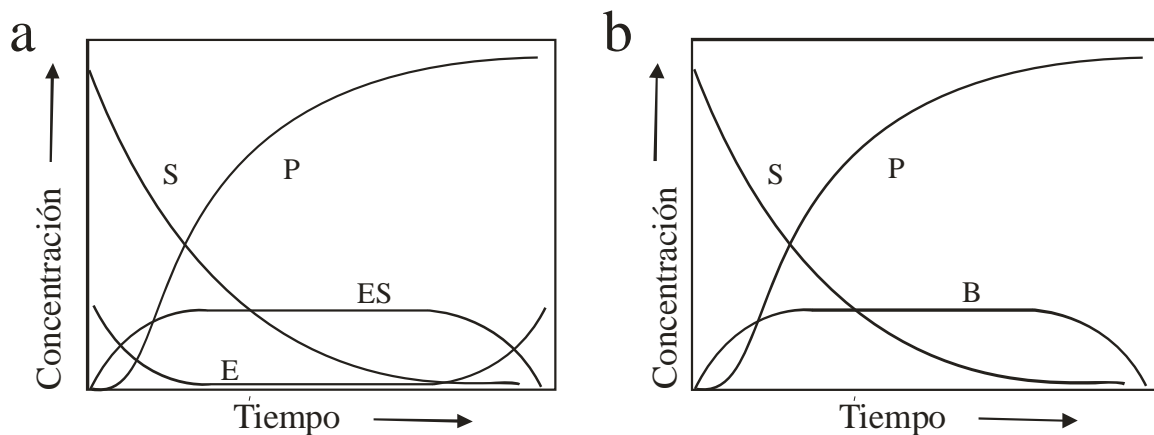 a
Concentración
S
P
ES
E
Tiempo
b
Concentración
S
P
B
Tiempo